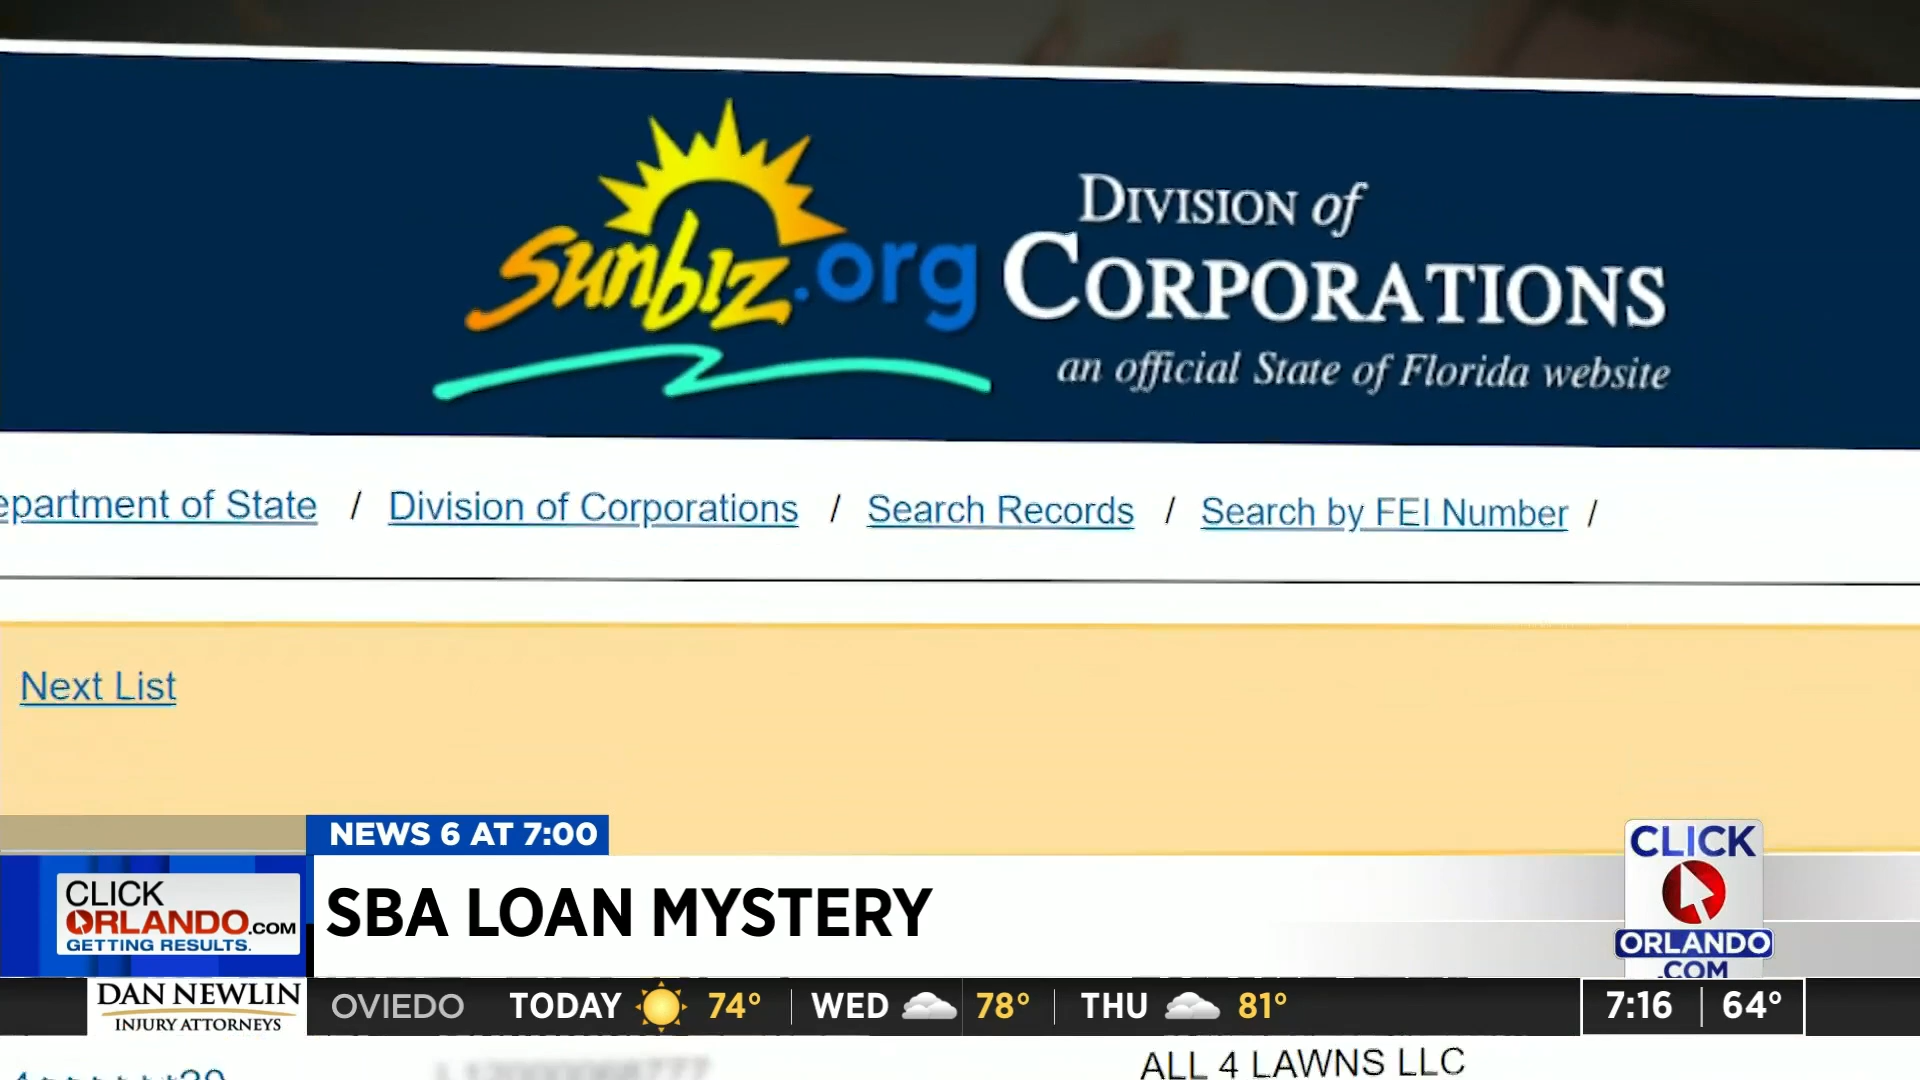 sunbiz.org
DIVISION of
CORPORATIONS
an official State of Florida website
epartment of State / Division of Corporations / Search Records / Search by FEI Number /
Next List
NEWS 6 AT 7:00
CLICK
ORLANDO.COM
GETTING RESULTS.
SBA LOAN MYSTERY
CLICK
ORLANDO
.COM
DAN NEWLIN
INJURY ATTORNEYS
OVIEDO TODAY 74° WED 78° THU 81°
7:16 64°
ALL 4 LAWNS LLC